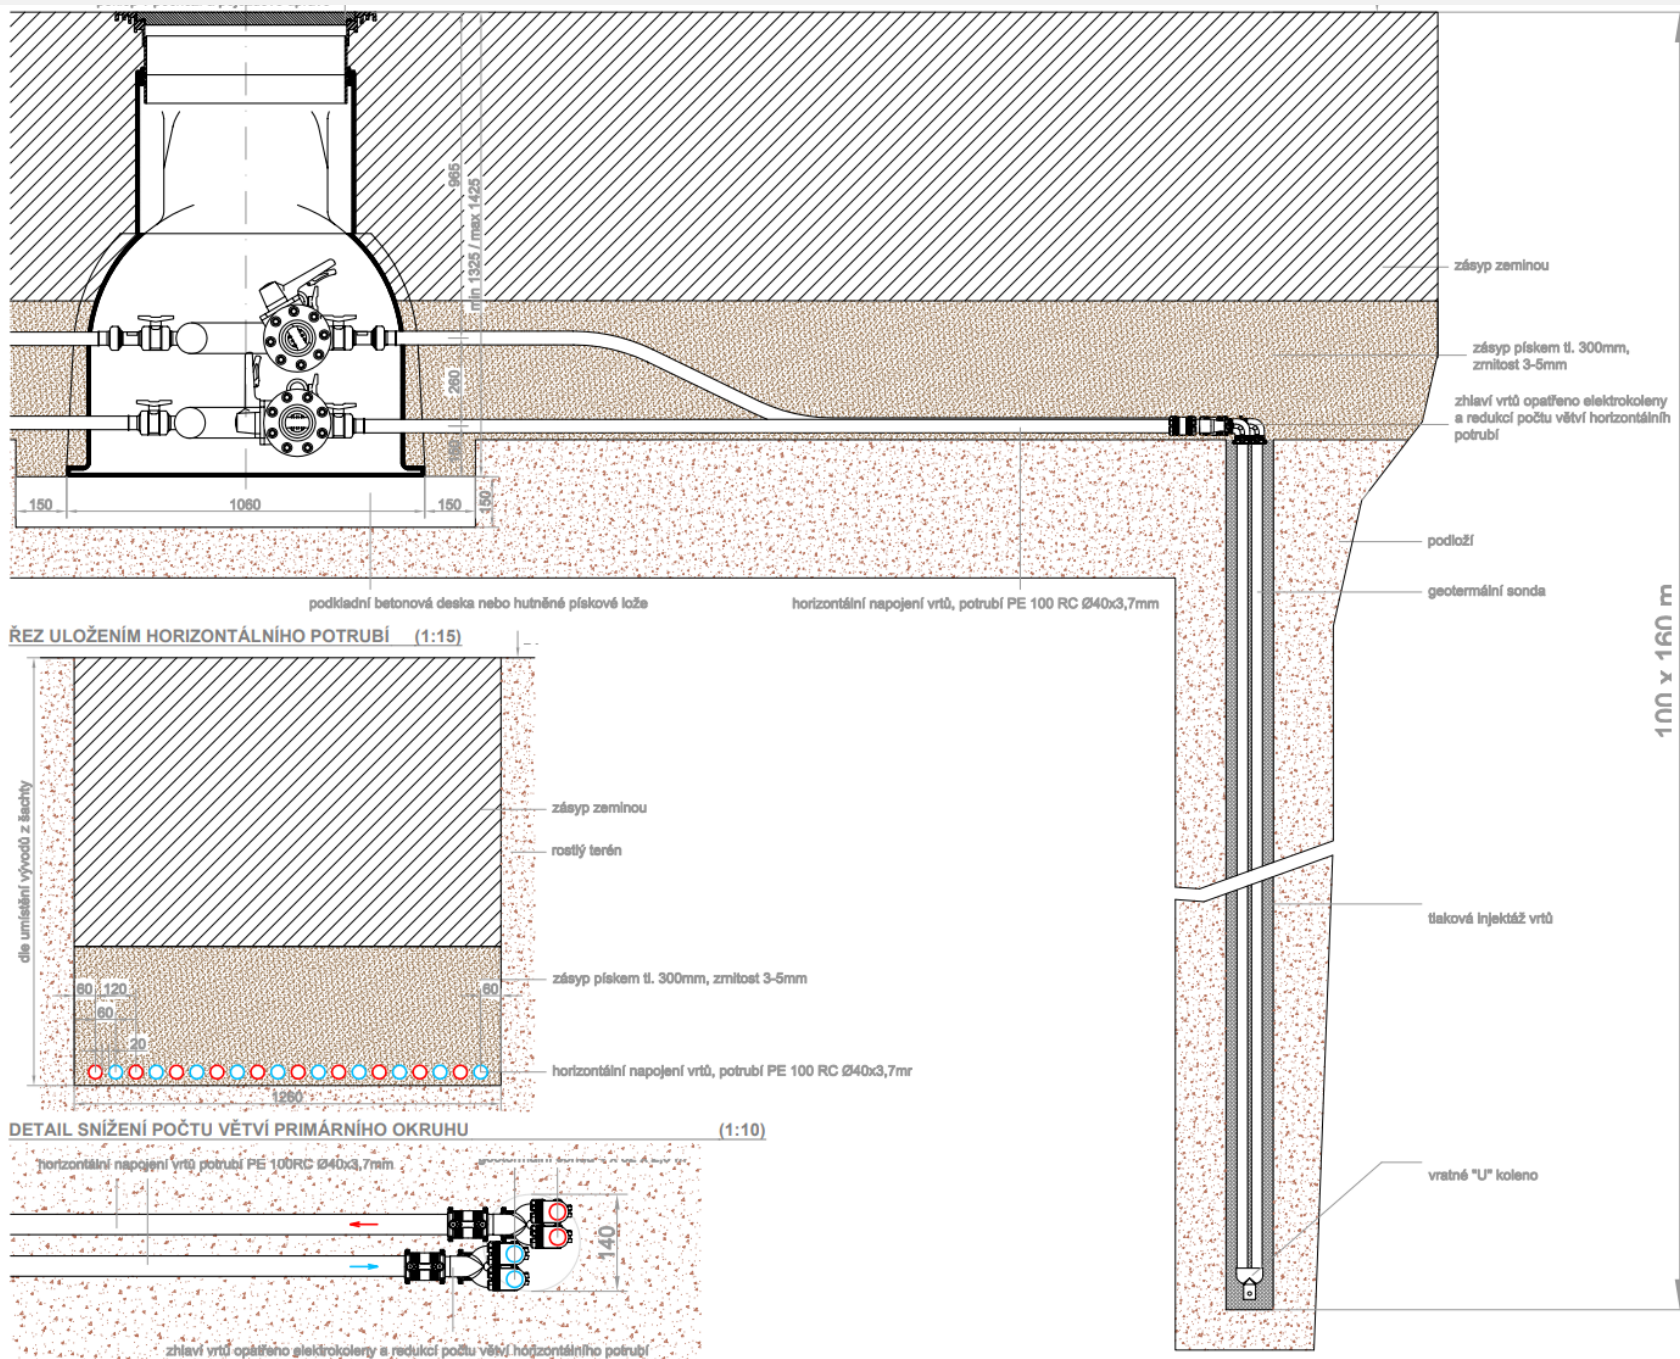 965
min 1325 / max 1425
260
150
1060
150
150
zásyp zeminou
zásyp pískem tl. 300mm,
zrnitost 3-5mm
zhlaví vrtů opatřeno elektrokoleny
a redukcí počtu větví horizontálních
potrubí
podloží
geotermální sonda
100 x 160 m
podkladní betonová deska nebo hutněné pískové lože
horizontální napojení vrtů, potrubí PE 100 RC Ø40x3,7mm
ŘEZ ULOŽENÍM HORIZONTÁLNÍHO POTRUBÍ (1:15)
dle umístění vývodů z šachty
zásyp zeminou
rostlý terén
tlaková injektáž vrtů
zásyp pískem tl. 300mm, zrnitost 3-5mm
60 120 60
60
20
horizontální napojení vrtů, potrubí PE 100 RC Ø40x3,7mr
1260
DETAIL SNÍŽENÍ POČTU VĚTVÍ PRIMÁRNÍHO OKRUHU (1:10)
horizontální napojení vrtů potrubí PE 100RC Ø40x3,7mm
140
vratné "U" koleno
zhlaví vrtů opatřeno elektrokoleny a redukcí počtu větví horizontálního potrubí